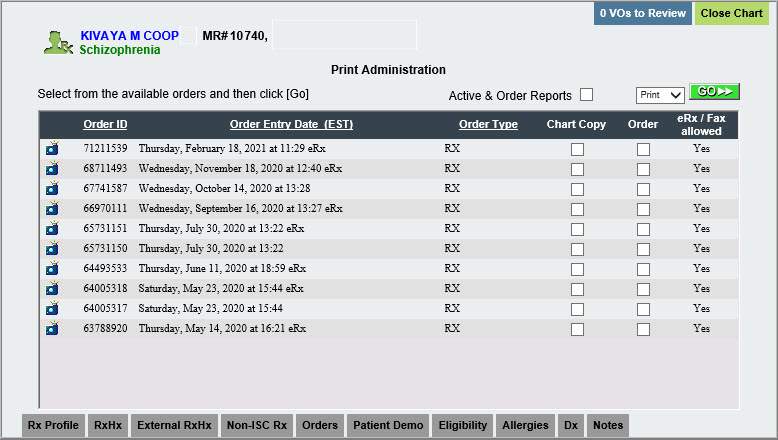 0 VOs to Review Close Chart
Rx KIVAYA M COOP MR# 10740,
Schizophrenia
Print Administration
Select from the available orders and then click [Go] Active & Order Reports Print GO
Order ID Order Entry Date (EST) Order Type Chart Copy Order eRx / Fax
allowed
71211539 Thursday, February 18, 2021 at 11:29 eRx RX Yes
68711493 Wednesday, November 18, 2020 at 12:40 eRx RX Yes
67741587 Wednesday, October 14, 2020 at 13:28 RX Yes
66970111 Wednesday, September 16, 2020 at 13:27 eRx RX Yes
65731151 Thursday, July 30, 2020 at 13:22 eRx RX Yes
65731150 Thursday, July 30, 2020 at 13:22 RX Yes
64493533 Thursday, June 11, 2020 at 18:59 eRx RX Yes
64005318 Saturday, May 23, 2020 at 15:44 eRx RX Yes
64005317 Saturday, May 23, 2020 at 15:44 RX Yes
63788920 Thursday, May 14, 2020 at 16:21 eRx RX Yes
Rx Profile RxHx External RxHx Non-ISC Rx Orders Patient Demo Eligibility Allergies Dx Notes